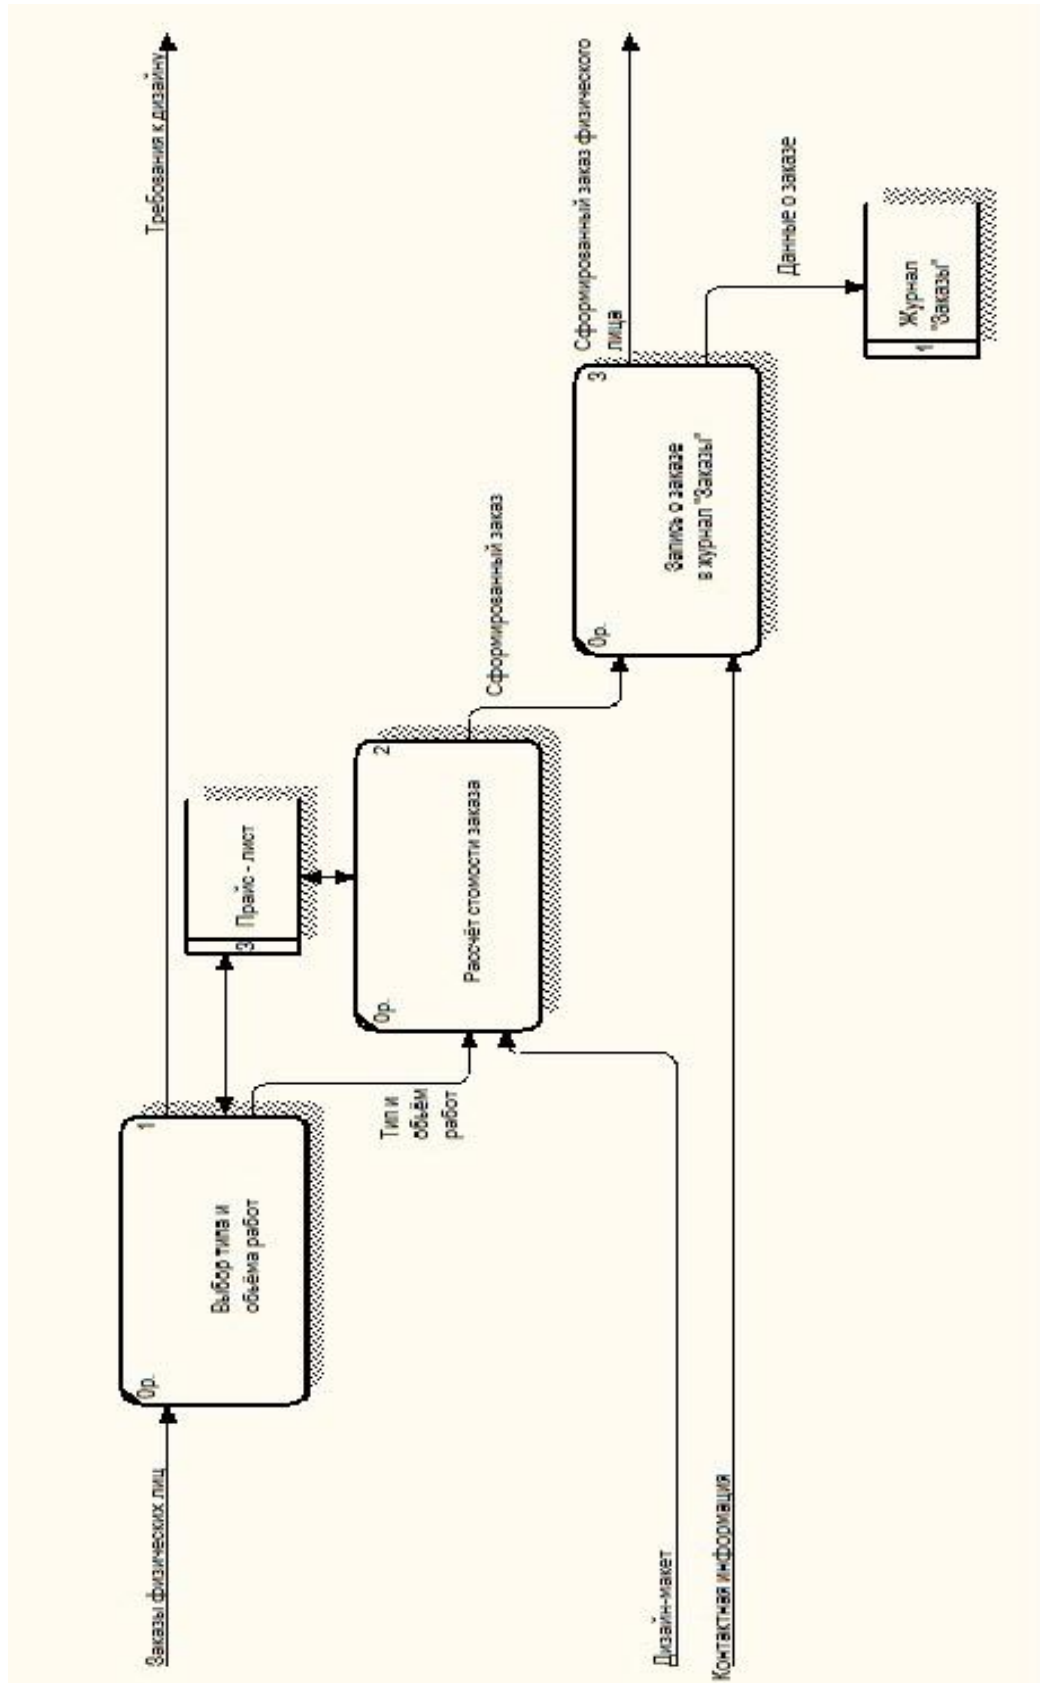 Требования к дизайну
Заказы физических лиц
0р.
1
Выбор типа и
объёма работ
3
Прайс - лист
Тип и
объём
работ
0р.
2
Рассчёт стомости заказа
Сформированный заказ
Дизайн-макет
Контактная информация
0р.
3
Запись о заказе
в журнал "Заказы"
Сформированный заказ физического
лица
Данные о заказе
1
Журнал
"Заказы"